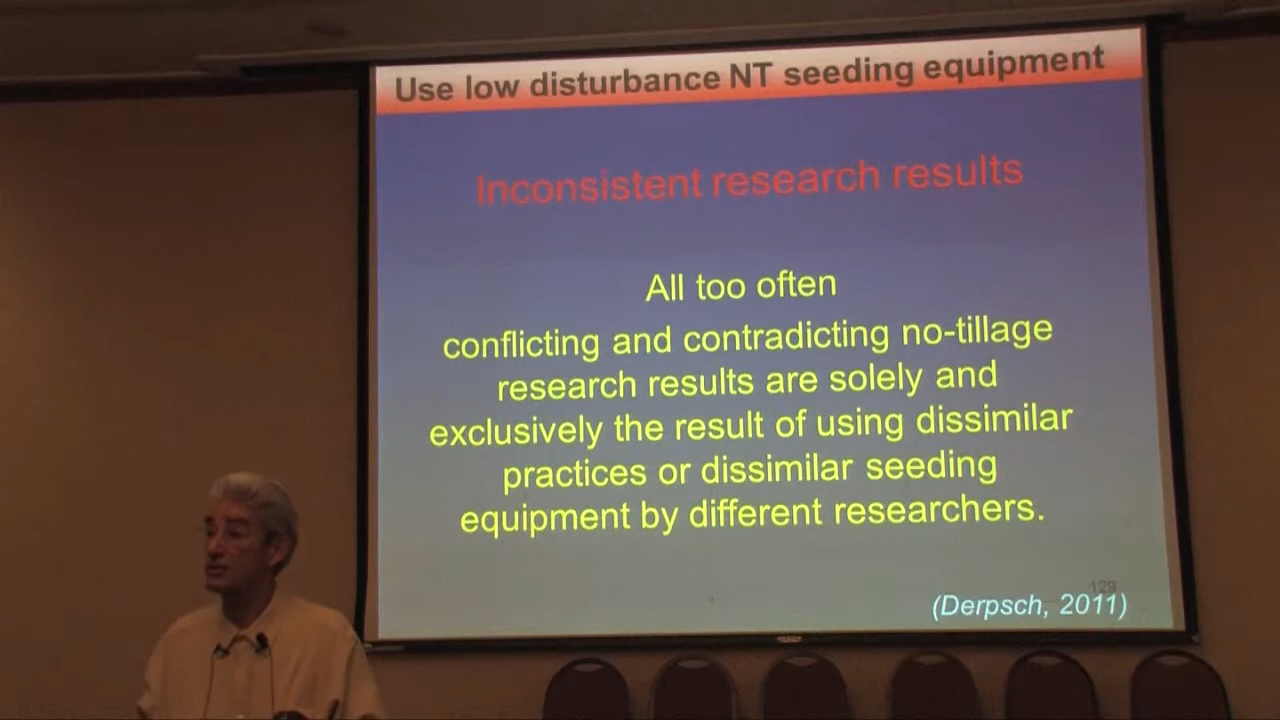 Use low disturbance NT seeding equipment
Inconsistent research results
All too often
conflicting and contradicting no-tillage
research results are solely and
exclusively the result of using dissimilar
practices or dissimilar seeding
equipment by different researchers.
129
(Derpsch, 2011)